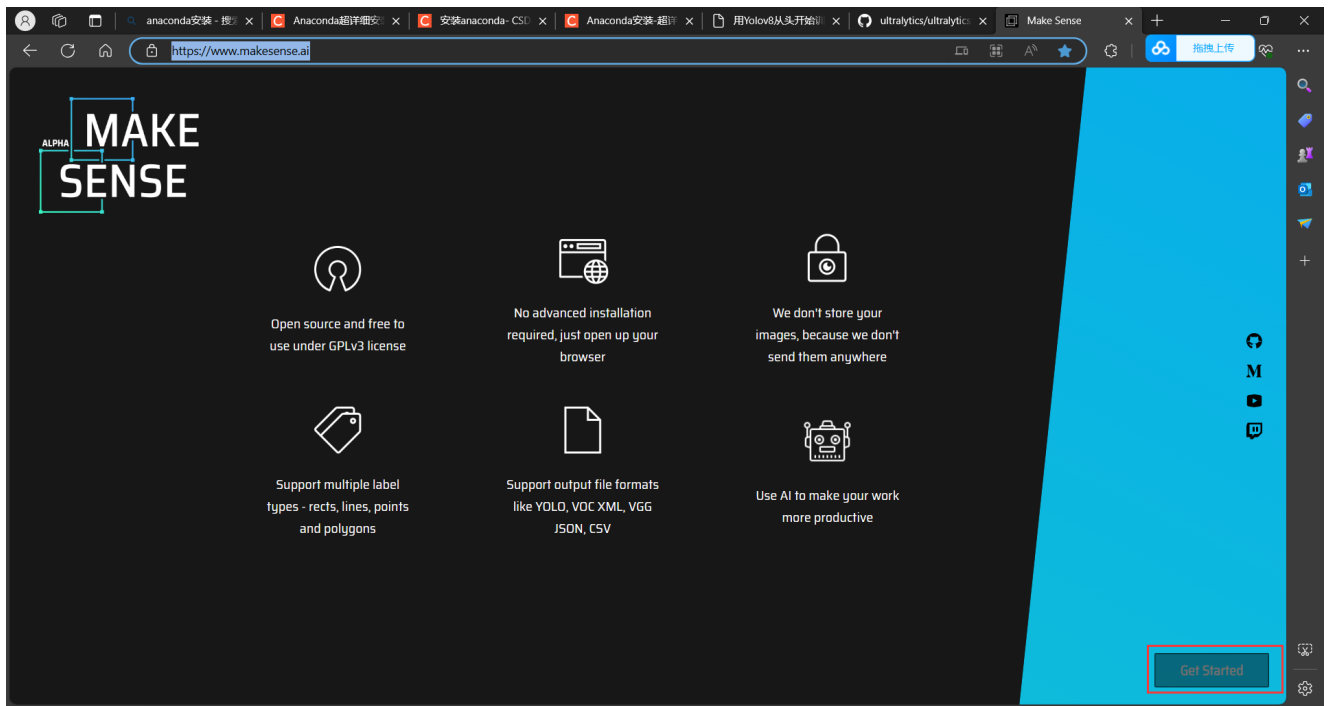 anaconda安装 - 搜索
Anaconda超详细安
安装anaconda- CSD
Anaconda安装-超详
用Yolov8从头开始训
ultralytics/ultralytics
Make Sense
https://www.makesense.ai
拖拽上传
ALPHA
MAKE
SENSE
Open source and free to
use under GPLv3 license
No advanced installation
required, just open up your
browser
We don't store your
images, because we don't
send them anywhere
Support multiple label
types - rects, lines, points
and polygons
Support output file formats
like YOLO, VOC XML, VGG
JSON, CSV
Use AI to make your work
more productive
Get Started